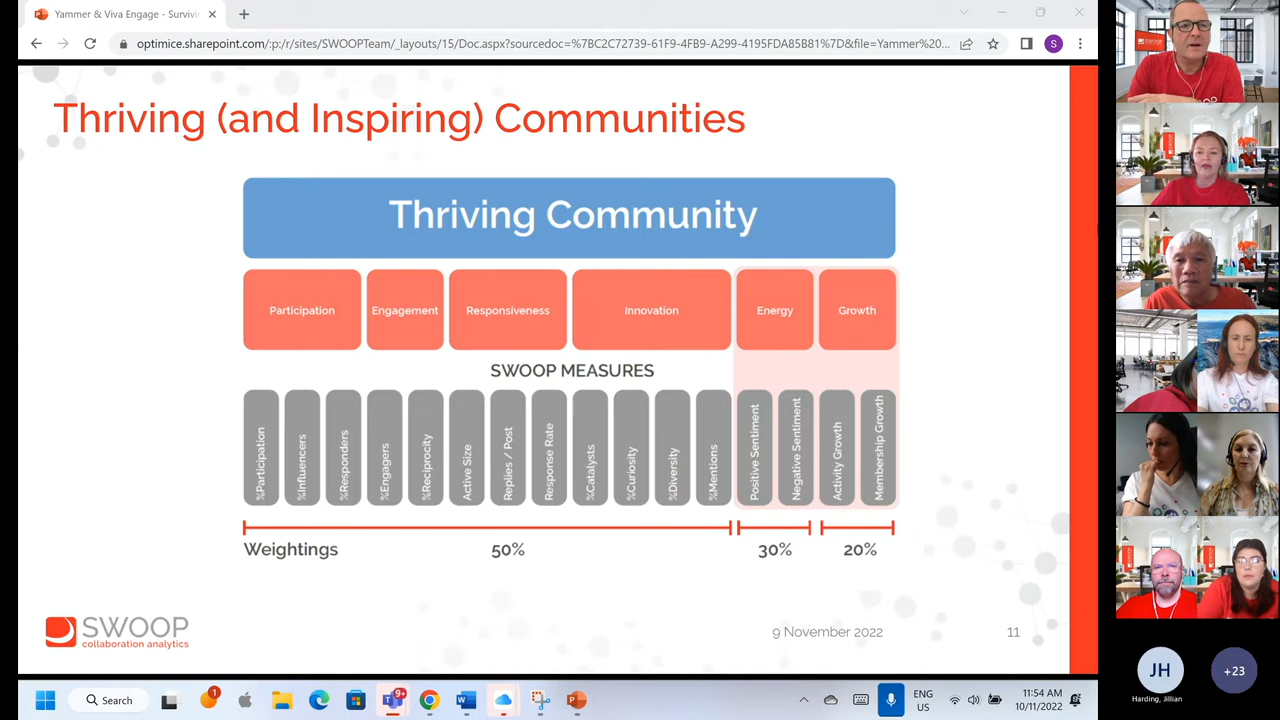 Yammer & Viva Engage - Survivi
optimice.sharepoint.com/:p:/r/sites/SWOOPTeam/_layouts/15/Doc.aspx?sourcedoc=%7BC2C72739-61F9-4FB9-A299-4195FDA85B81%7D&file=Yammer%20...
S
Thriving (and Inspiring) Communities
Thriving Community
Participation
Engagement
Responsiveness
Innovation
Energy
Growth
SWOOP MEASURES
%Participation
%Influencers
%Responders
%Engagers
%Reciprocity
Active Size
Replies / Post
Response Rate
%Catalysts
%Curiosity
%Diversity
%Mentions
Positive Sentiment
Negative Sentiment
Activity Growth
Membership Growth
Weightings
50%
30%
20%
SWOOP
collaboration analytics
9 November 2022
11
Search
1
9+
ENG
US
11:54 AM
10/11/2022
SWOOP
JH
Harding, Jillian
+23